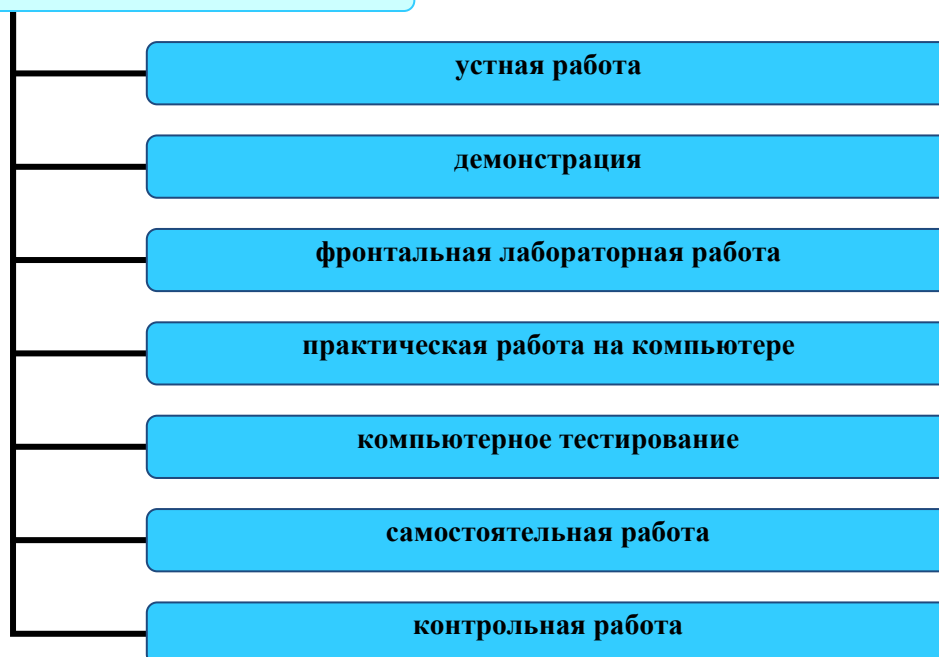 устная работа
демонстрация
фронтальная лабораторная работа
практическая работа на компьютере
компьютерное тестирование
самостоятельная работа
контрольная работа